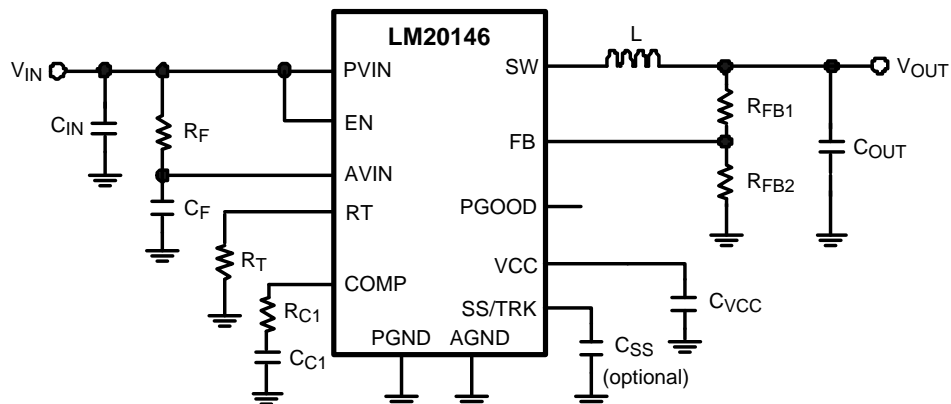 LM20146
L
VIN
PVIN
SW
VOUT
RFB1
CIN
RF
EN
FB
COUT
AVIN
RFB2
CF
RT
PGOOD
RT
VCC
COMP
RC1
SS/TRK
CVCC
PGND
AGND
CC1
CSS
(optional)